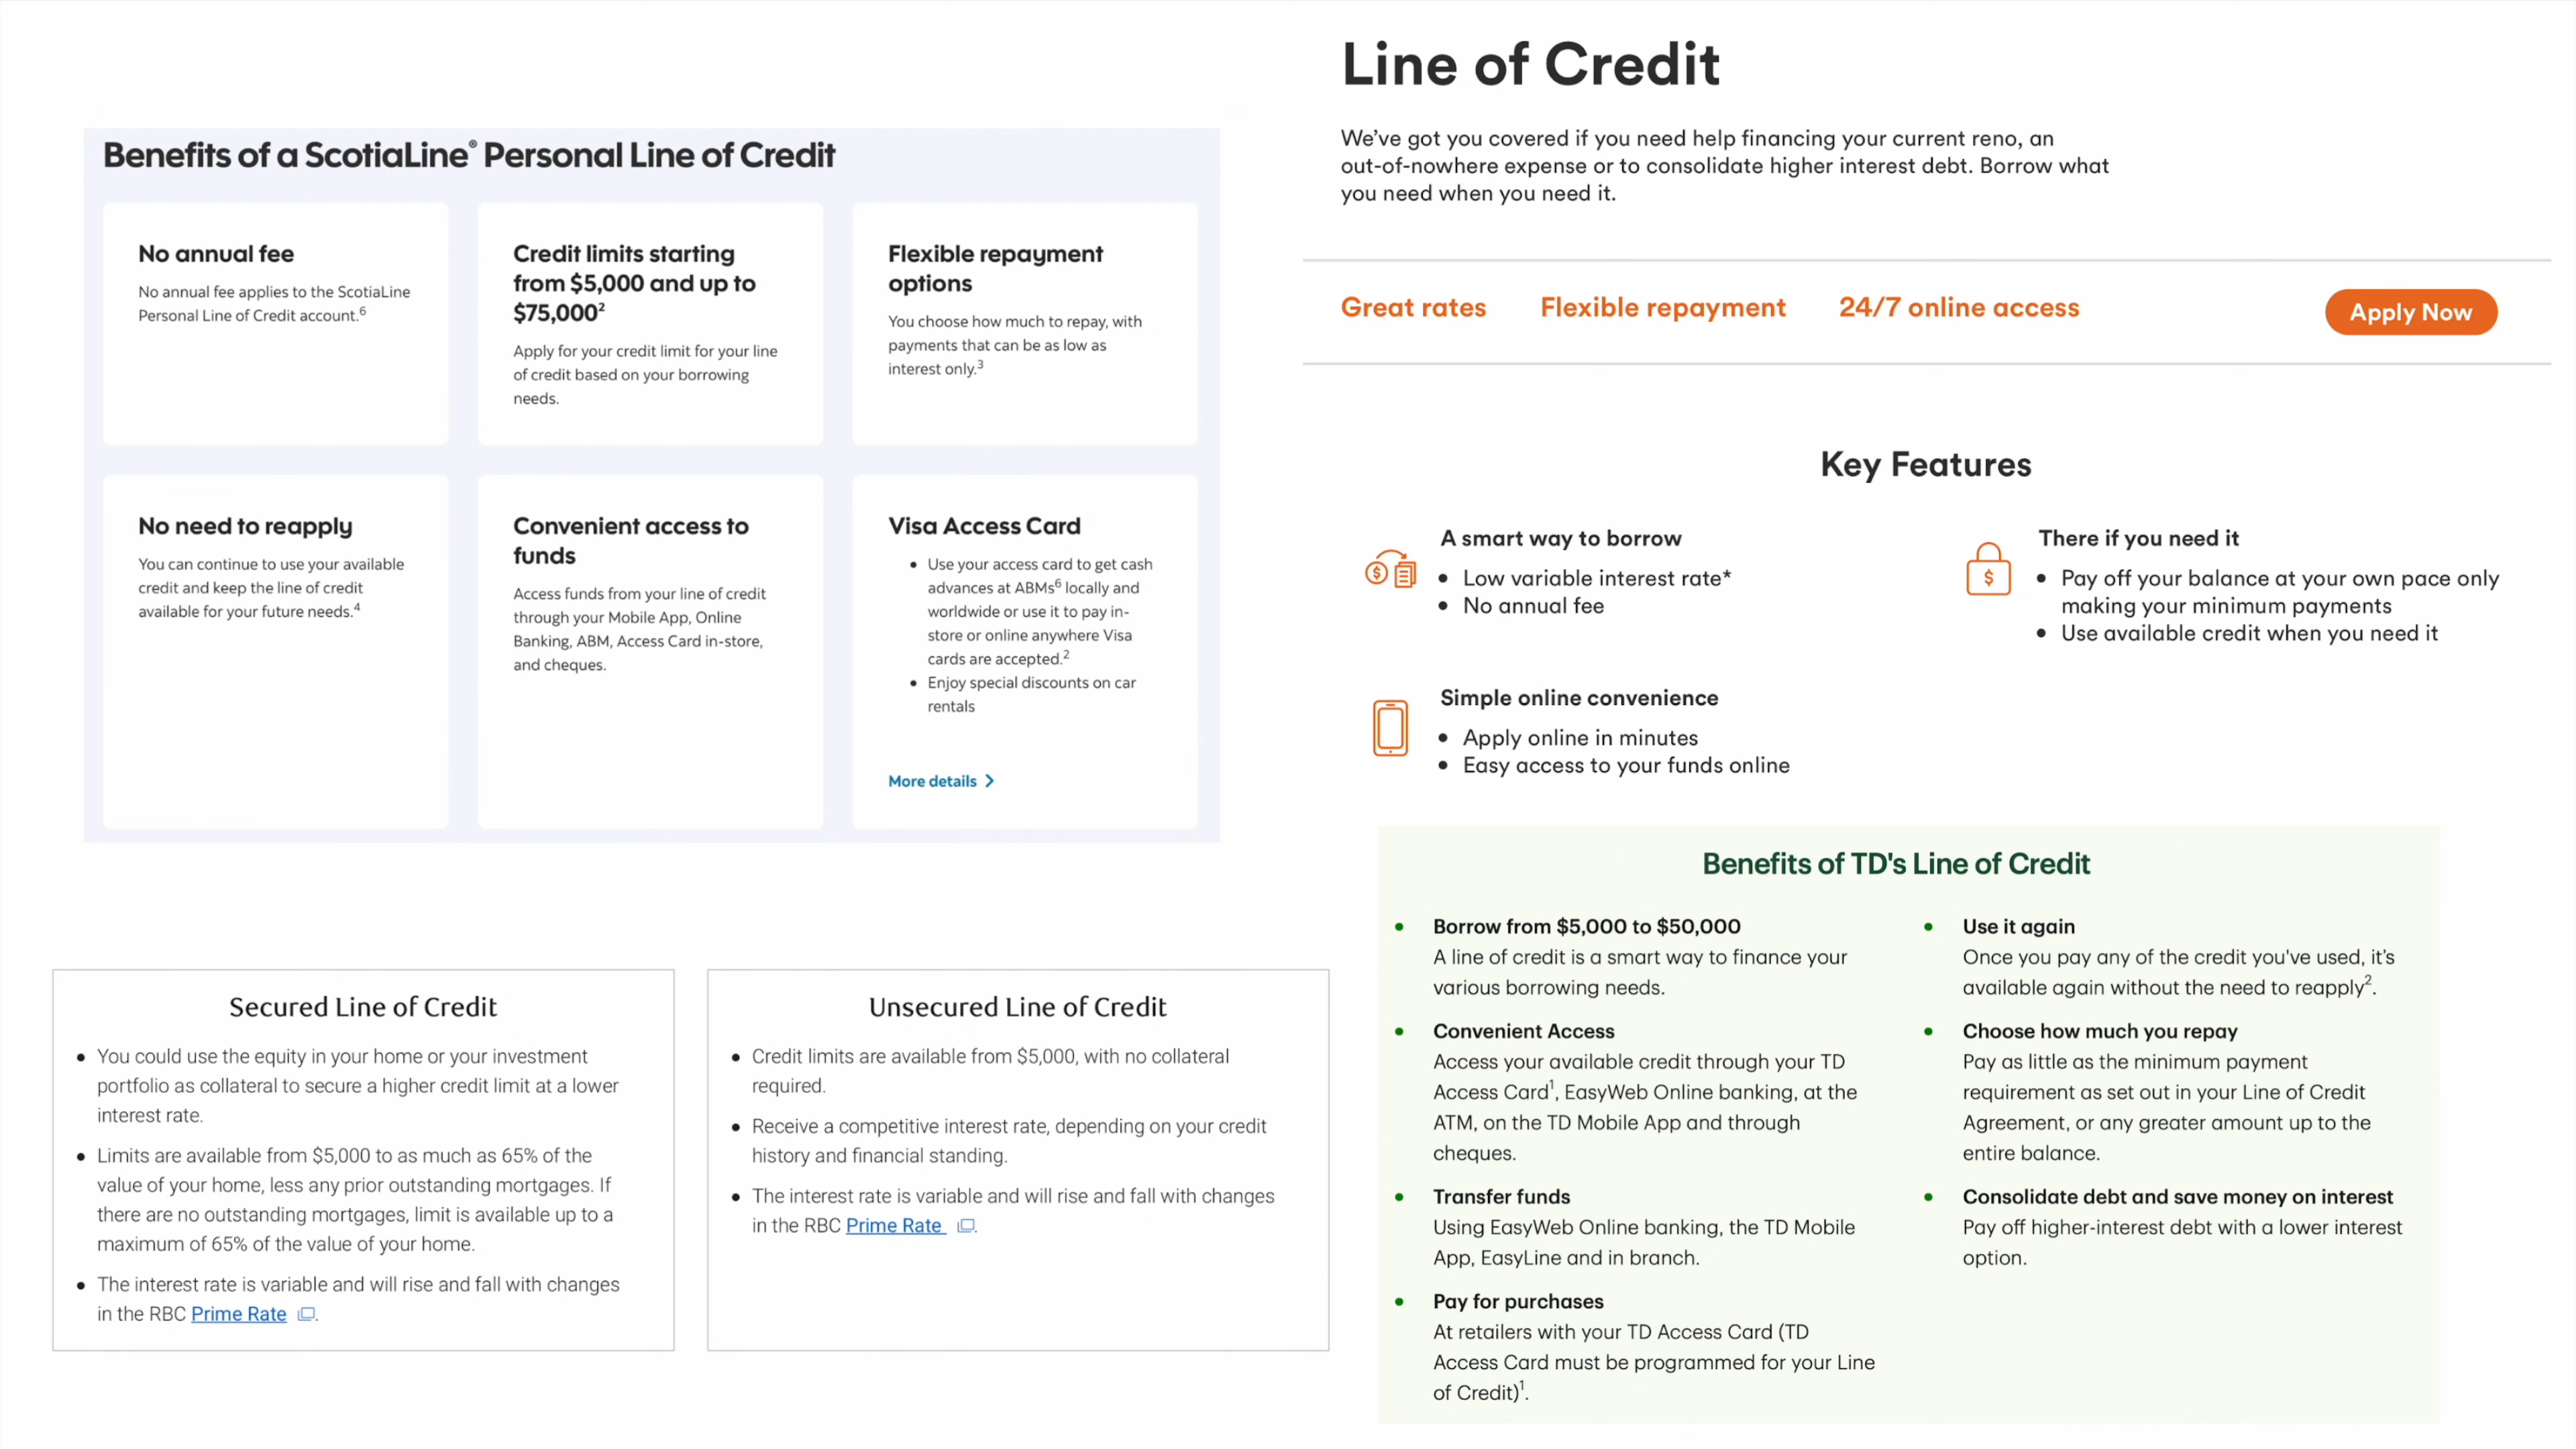 Benefits of a ScotiaLine® Personal Line of Credit
No annual fee
No annual fee applies to the ScotiaLine
Personal Line of Credit account.⁶
Credit limits starting
from $5,000 and up to
$75,000²
Apply for your credit limit for your line
of credit based on your borrowing
needs.
Flexible repayment
options
You choose how much to repay, with
payments that can be as low as
interest only.³
No need to reapply
You can continue to use your available
credit and keep the line of credit
available for your future needs.⁴
Convenient access to
funds
Access funds from your line of credit
through your Mobile App, Online
Banking, ABM, Access Card in-store,
and cheques.
Visa Access Card
• Use your access card to get cash
advances at ABMs⁶ locally and
worldwide or use it to pay in-
store or online anywhere Visa
cards are accepted.²
• Enjoy special discounts on car
rentals
More details >
Line of Credit
We've got you covered if you need help financing your current reno, an
out-of-nowhere expense or to consolidate higher interest debt. Borrow what
you need when you need it.
Great rates
Flexible repayment
24/7 online access
Apply Now
Key Features
A smart way to borrow
• Low variable interest rate*
• No annual fee
There if you need it
• Pay off your balance at your own pace only
making your minimum payments
• Use available credit when you need it
Simple online convenience
• Apply online in minutes
• Easy access to your funds online
Secured Line of Credit
• You could use the equity in your home or your investment
portfolio as collateral to secure a higher credit limit at a lower
interest rate.
• Limits are available from $5,000 to as much as 65% of the
value of your home, less any prior outstanding mortgages. If
there are no outstanding mortgages, limit is available up to a
maximum of 65% of the value of your home.
• The interest rate is variable and will rise and fall with changes
in the RBC Prime Rate .
Unsecured Line of Credit
• Credit limits are available from $5,000, with no collateral
required.
• Receive a competitive interest rate, depending on your credit
history and financial standing.
• The interest rate is variable and will rise and fall with changes
in the RBC Prime Rate .
Benefits of TD's Line of Credit
• Borrow from $5,000 to $50,000
A line of credit is a smart way to finance your
various borrowing needs.
• Convenient Access
Access your available credit through your TD
Access Card¹, EasyWeb Online banking, at the
ATM, on the TD Mobile App and through
cheques.
• Transfer funds
Using EasyWeb Online banking, the TD Mobile
App, EasyLine and in branch.
• Pay for purchases
At retailers with your TD Access Card (TD
Access Card must be programmed for your Line
of Credit)¹.
• Use it again
Once you pay any of the credit you've used, it's
available again without the need to reapply².
• Choose how much you repay
Pay as little as the minimum payment
requirement as set out in your Line of Credit
Agreement, or any greater amount up to the
entire balance.
• Consolidate debt and save money on interest
Pay off higher-interest debt with a lower interest
option.